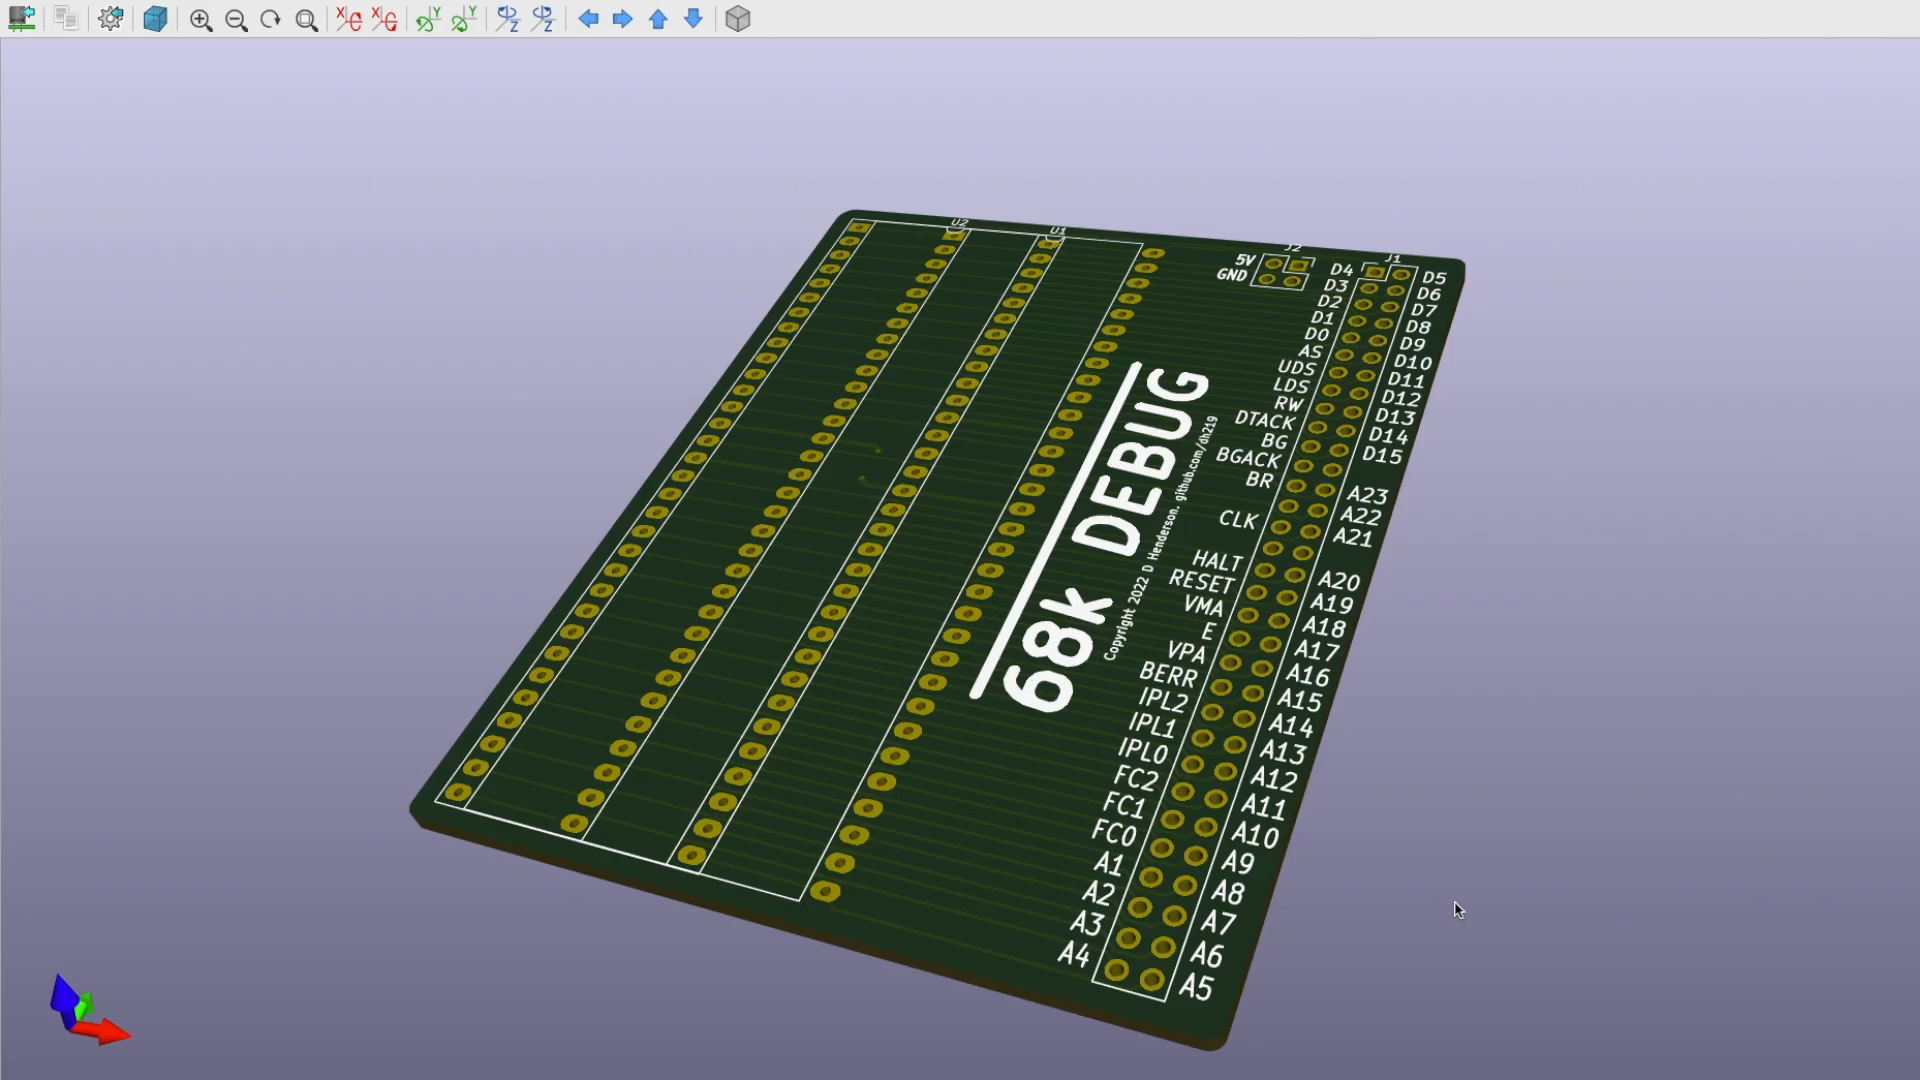 X
X
Y
Y
Z
Z
U2
U1
J2
J1
5V
GND
D4
D3
D2
D1
D0
AS
UDS
LDS
RW
DTACK
BG
BGACK
BR
CLK
HALT
RESET
VMA
E
VPA
BERR
IPL2
IPL1
IPL0
FC2
FC1
FC0
A1
A2
A3
A4
D5
D6
D7
D8
D9
D10
D11
D12
D13
D14
D15
A23
A22
A21
A20
A19
A18
A17
A16
A15
A14
A13
A12
A11
A10
A9
A8
A7
A6
A5
68k DEBUG
Copyright 2022 D Henderson. github.com/dh219